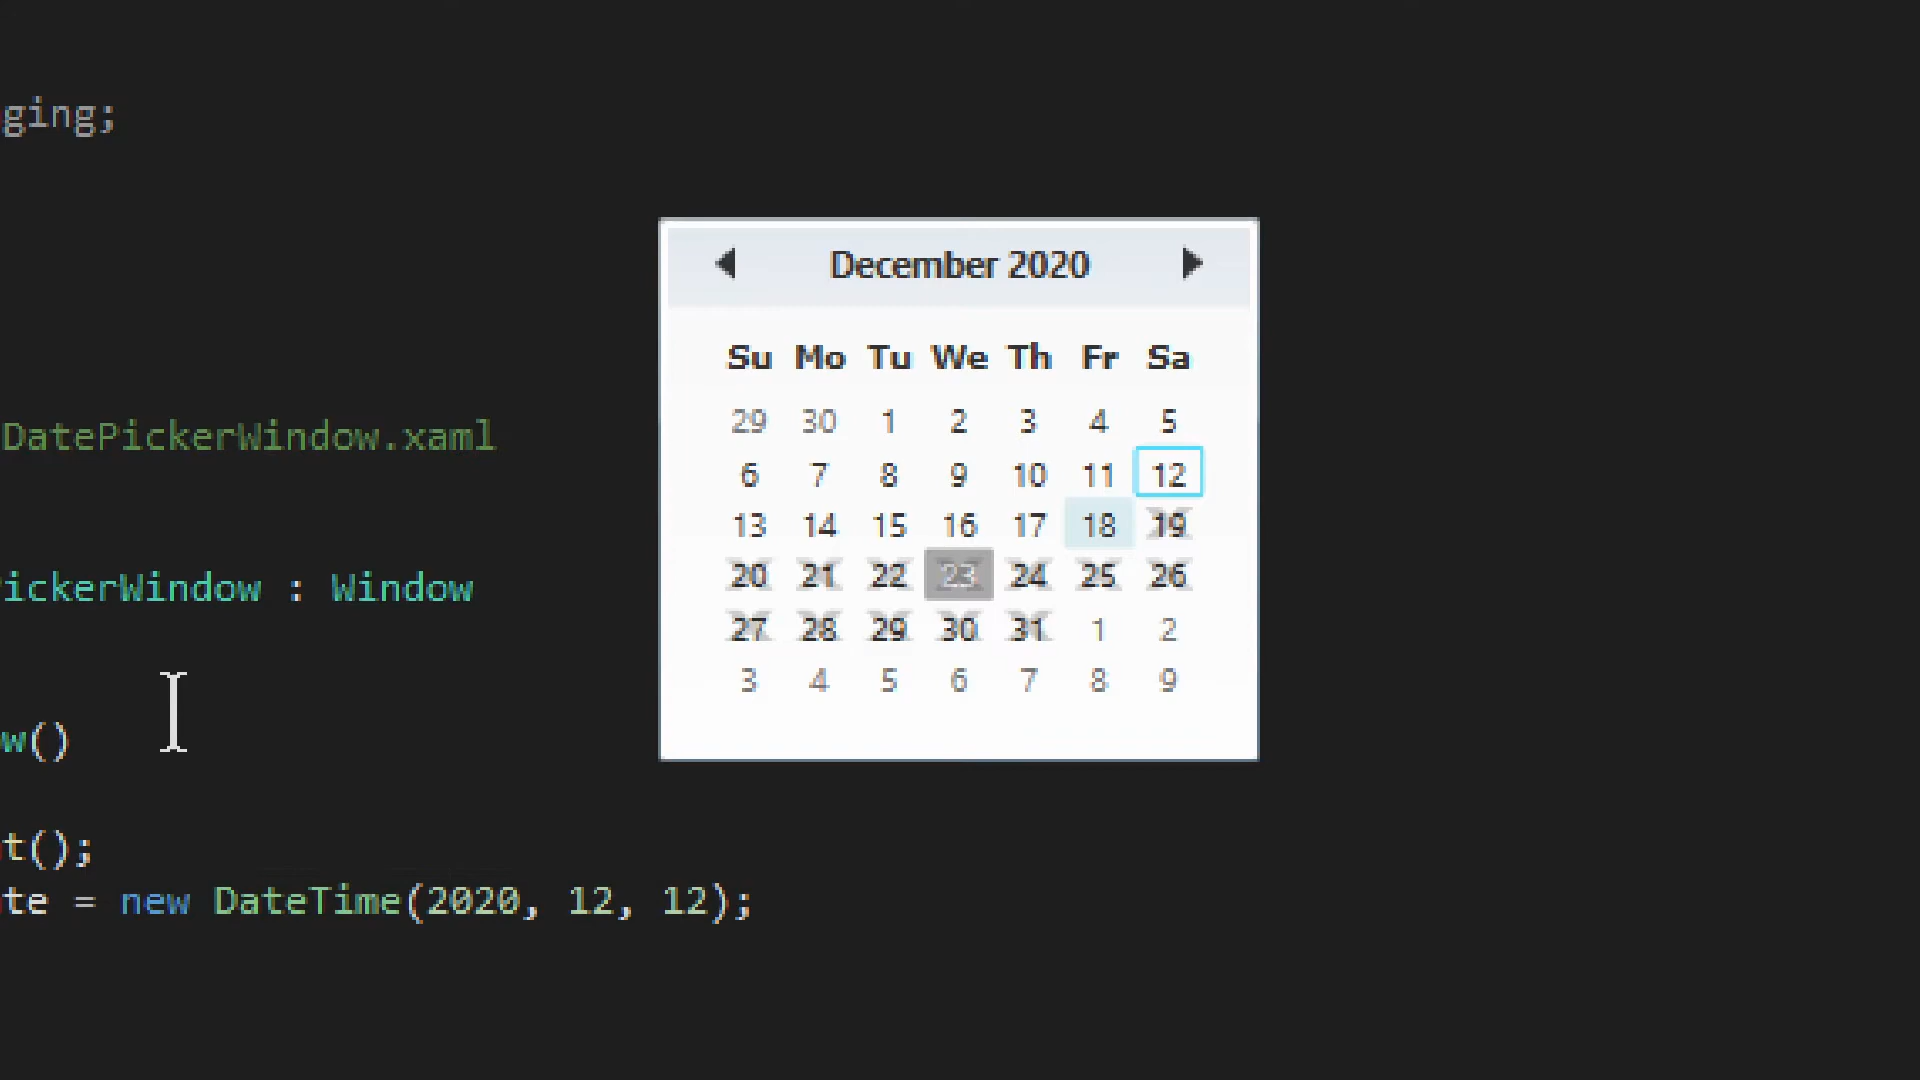 ging;
December 2020
Su Mo Tu We Th Fr Sa
29 30 1 2 3 4 5
DatePickerWindow.xaml
6 7 8 9 10 11 12
13 14 15 16 17 18 19
20 21 22 23 24 25 26
ickerWindow : Window
27 28 29 30 31 1 2
3 4 5 6 7 8 9
w()
t();
te = new DateTime(2020, 12, 12);